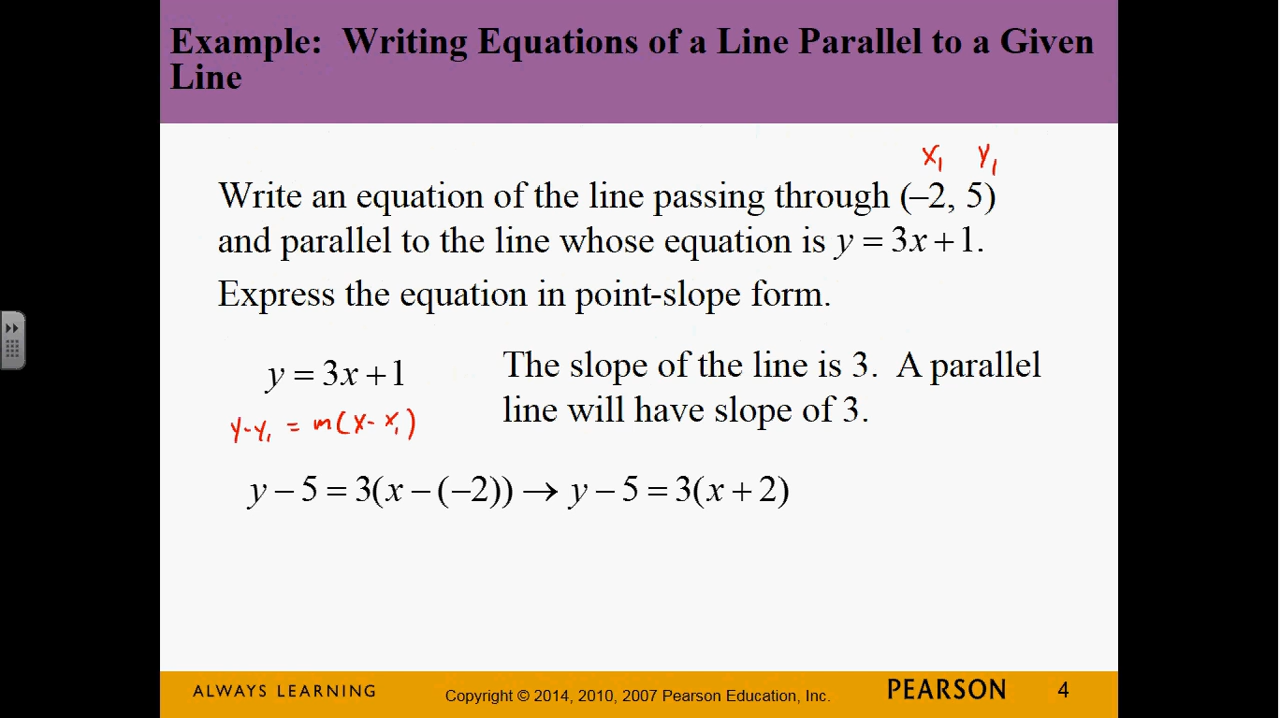 Example: Writing Equations of a Line Parallel to a Given
Line
x₁ y₁
Write an equation of the line passing through (–2, 5)
and parallel to the line whose equation is y = 3x + 1.
Express the equation in point-slope form.
y = 3x + 1
The slope of the line is 3. A parallel
line will have slope of 3.
y - y₁ = m(x - x₁)
y − 5 = 3(x − (−2)) → y − 5 = 3(x + 2)
ALWAYS LEARNING
Copyright © 2014, 2010, 2007 Pearson Education, Inc.
PEARSON
4